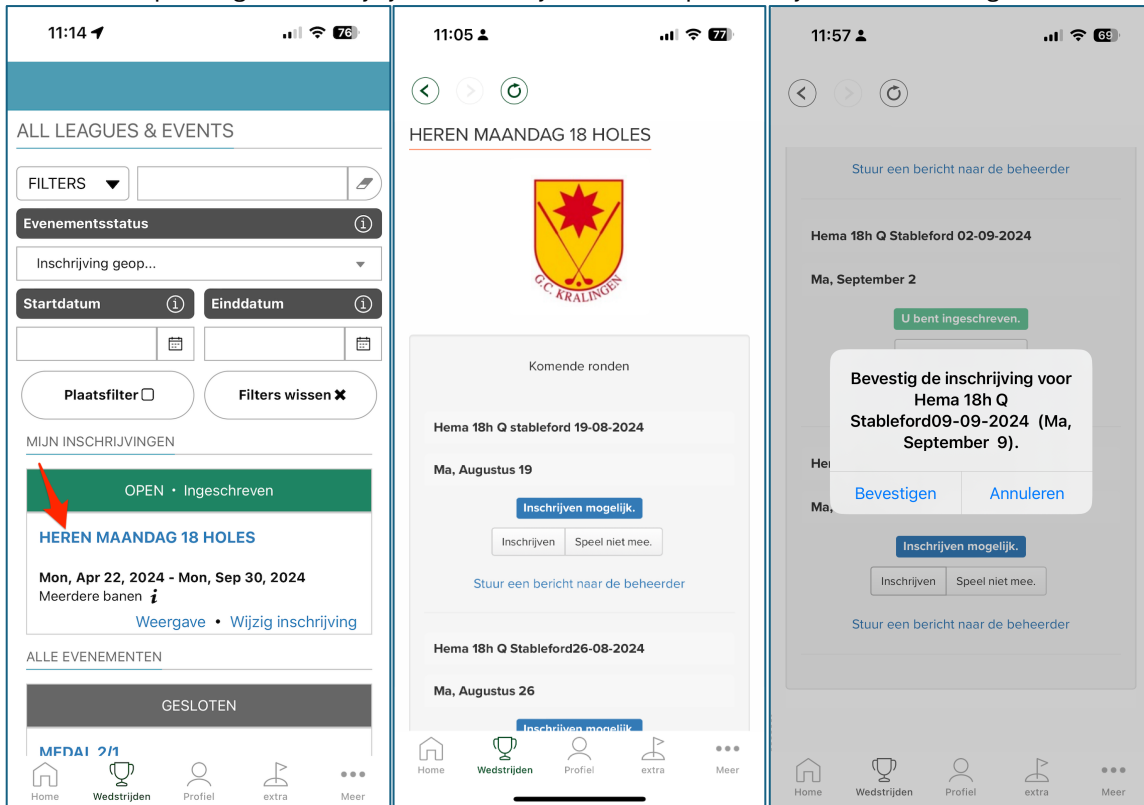 11:14
76
ALL LEAGUES & EVENTS
FILTERS
Evenementsstatus
Inschrijving geop...
Startdatum
Einddatum
Plaatsfilter
Filters wissen
MIJN INSCHRIJVINGEN
OPEN • Ingeschreven
HEREN MAANDAG 18 HOLES
Mon, Apr 22, 2024 - Mon, Sep 30, 2024
Meerdere banen i
Weergave • Wijzig inschrijving
ALLE EVENEMENTEN
GESLOTEN
MEDAL 2/1
Home Wedstrijden Profiel extra Meer
11:05
77
HEREN MAANDAG 18 HOLES
G.C. KRALINGEN
Komende ronden
Hema 18h Q stableford 19-08-2024
Ma, Augustus 19
Inschrijven mogelijk.
Inschrijven Speel niet mee.
Stuur een bericht naar de beheerder
Hema 18h Q Stableford26-08-2024
Ma, Augustus 26
Inschrijven mogelijk.
Home Wedstrijden Profiel extra Meer
11:57
69
Stuur een bericht naar de beheerder
Hema 18h Q Stableford 02-09-2024
Ma, September 2
U bent ingeschreven.
Bevestig de inschrijving voor
Hema 18h Q
Stableford09-09-2024 (Ma,
September 9).
Bevestigen Annuleren
Ma,
Inschrijven mogelijk.
Inschrijven Speel niet mee.
Stuur een bericht naar de beheerder
Home Wedstrijden Profiel extra Meer